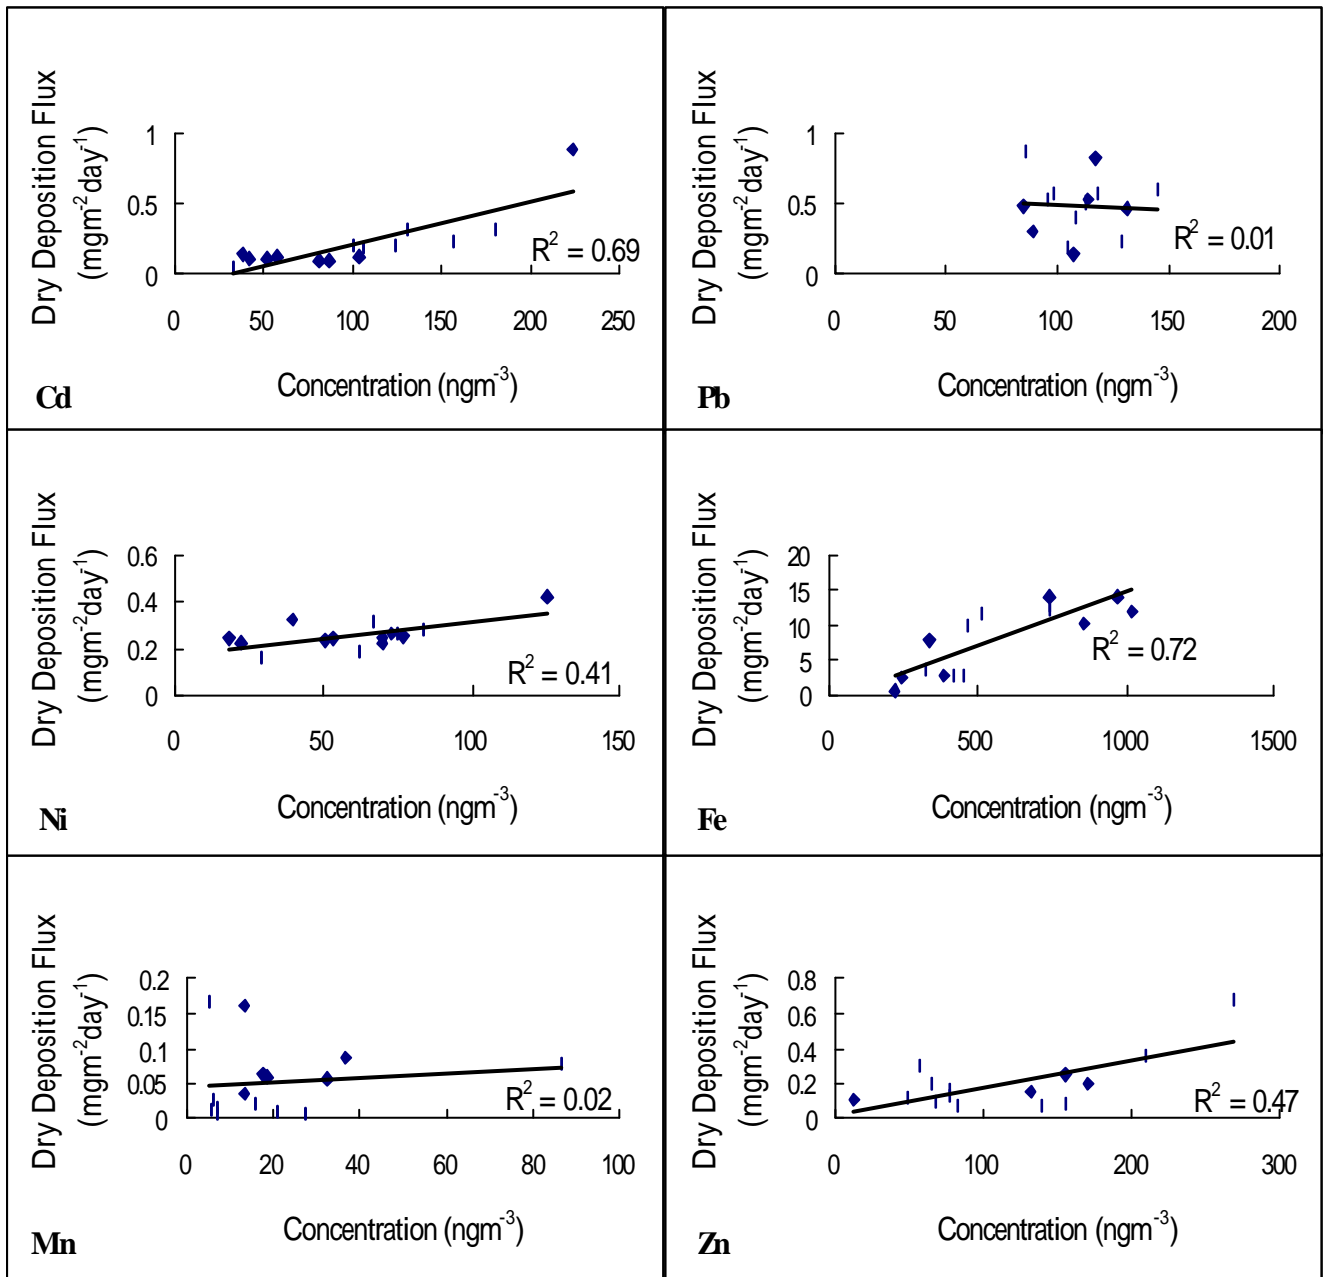 Dry Deposition Flux
(mgm⁻²day⁻¹)
1
0.5
0
R² = 0.69
0 50 100 150 200 250
Concentration (ngm⁻³)
Cd
Dry Deposition Flux
(mgm⁻²day⁻¹)
1
0.5
0
R² = 0.01
0 50 100 150 200
Concentration (ngm⁻³)
Pb
Dry Deposition Flux
(mgm⁻²day⁻¹)
0.6
0.4
0.2
0
R² = 0.41
0 50 100 150
Concentration (ngm⁻³)
Ni
Dry Deposition Flux
(mgm⁻²day⁻¹)
20
15
10
5
0
R² = 0.72
0 500 1000 1500
Concentration (ngm⁻³)
Fe
Dry Deposition Flux
(mgm⁻²day⁻¹)
0.2
0.15
0.1
0.05
0
R² = 0.02
0 20 40 60 80 100
Concentration (ngm⁻³)
Mn
Dry Deposition Flux
(mgm⁻²day⁻¹)
0.8
0.6
0.4
0.2
0
R² = 0.47
0 100 200 300
Concentration (ngm⁻³)
Zn